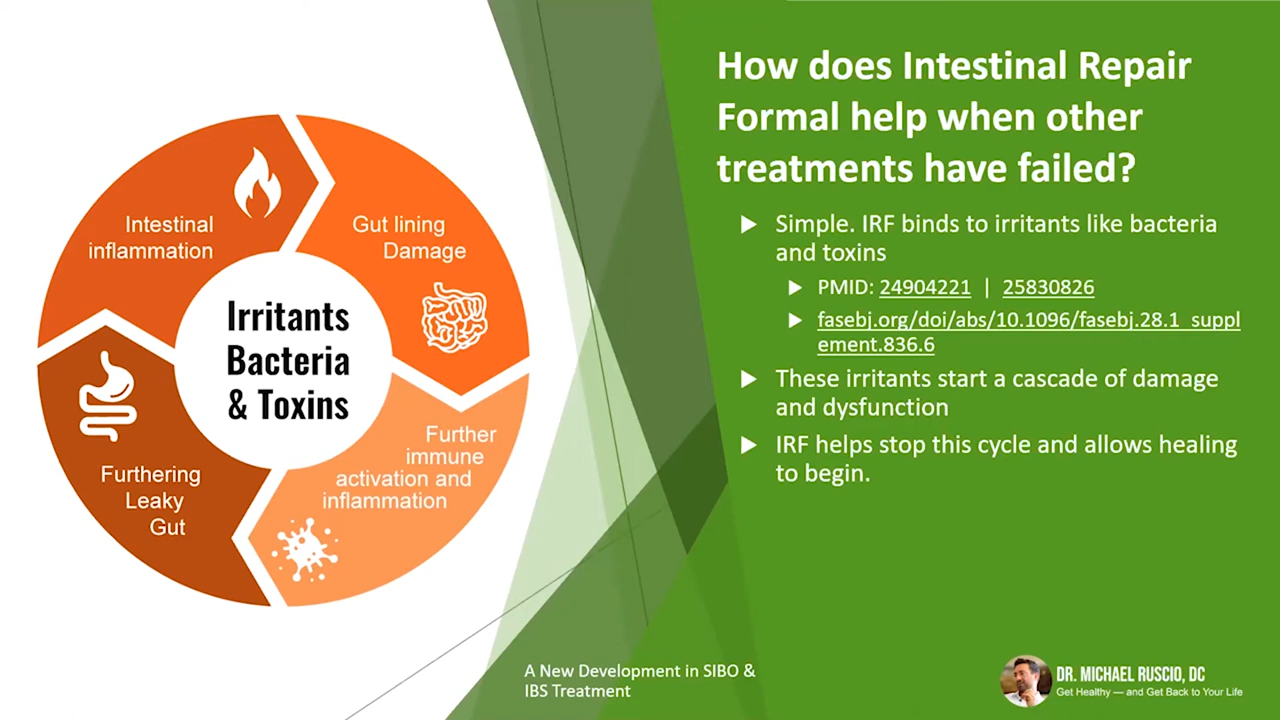 How does Intestinal Repair
Formal help when other
treatments have failed?
Simple. IRF binds to irritants like bacteria
and toxins
PMID: 24904221 | 25830826
fasebj.org/doi/abs/10.1096/fasebj.28.1_suppl
ement.836.6
These irritants start a cascade of damage
and dysfunction
IRF helps stop this cycle and allows healing
to begin.
Intestinal
inflammation
Gut lining
Damage
Irritants
Bacteria
& Toxins
Further
immune
activation and
inflammation
Furthering
Leaky
Gut
A New Development in SIBO &
IBS Treatment
DR. MICHAEL RUSCIO, DC
Get Healthy — and Get Back to Your Life